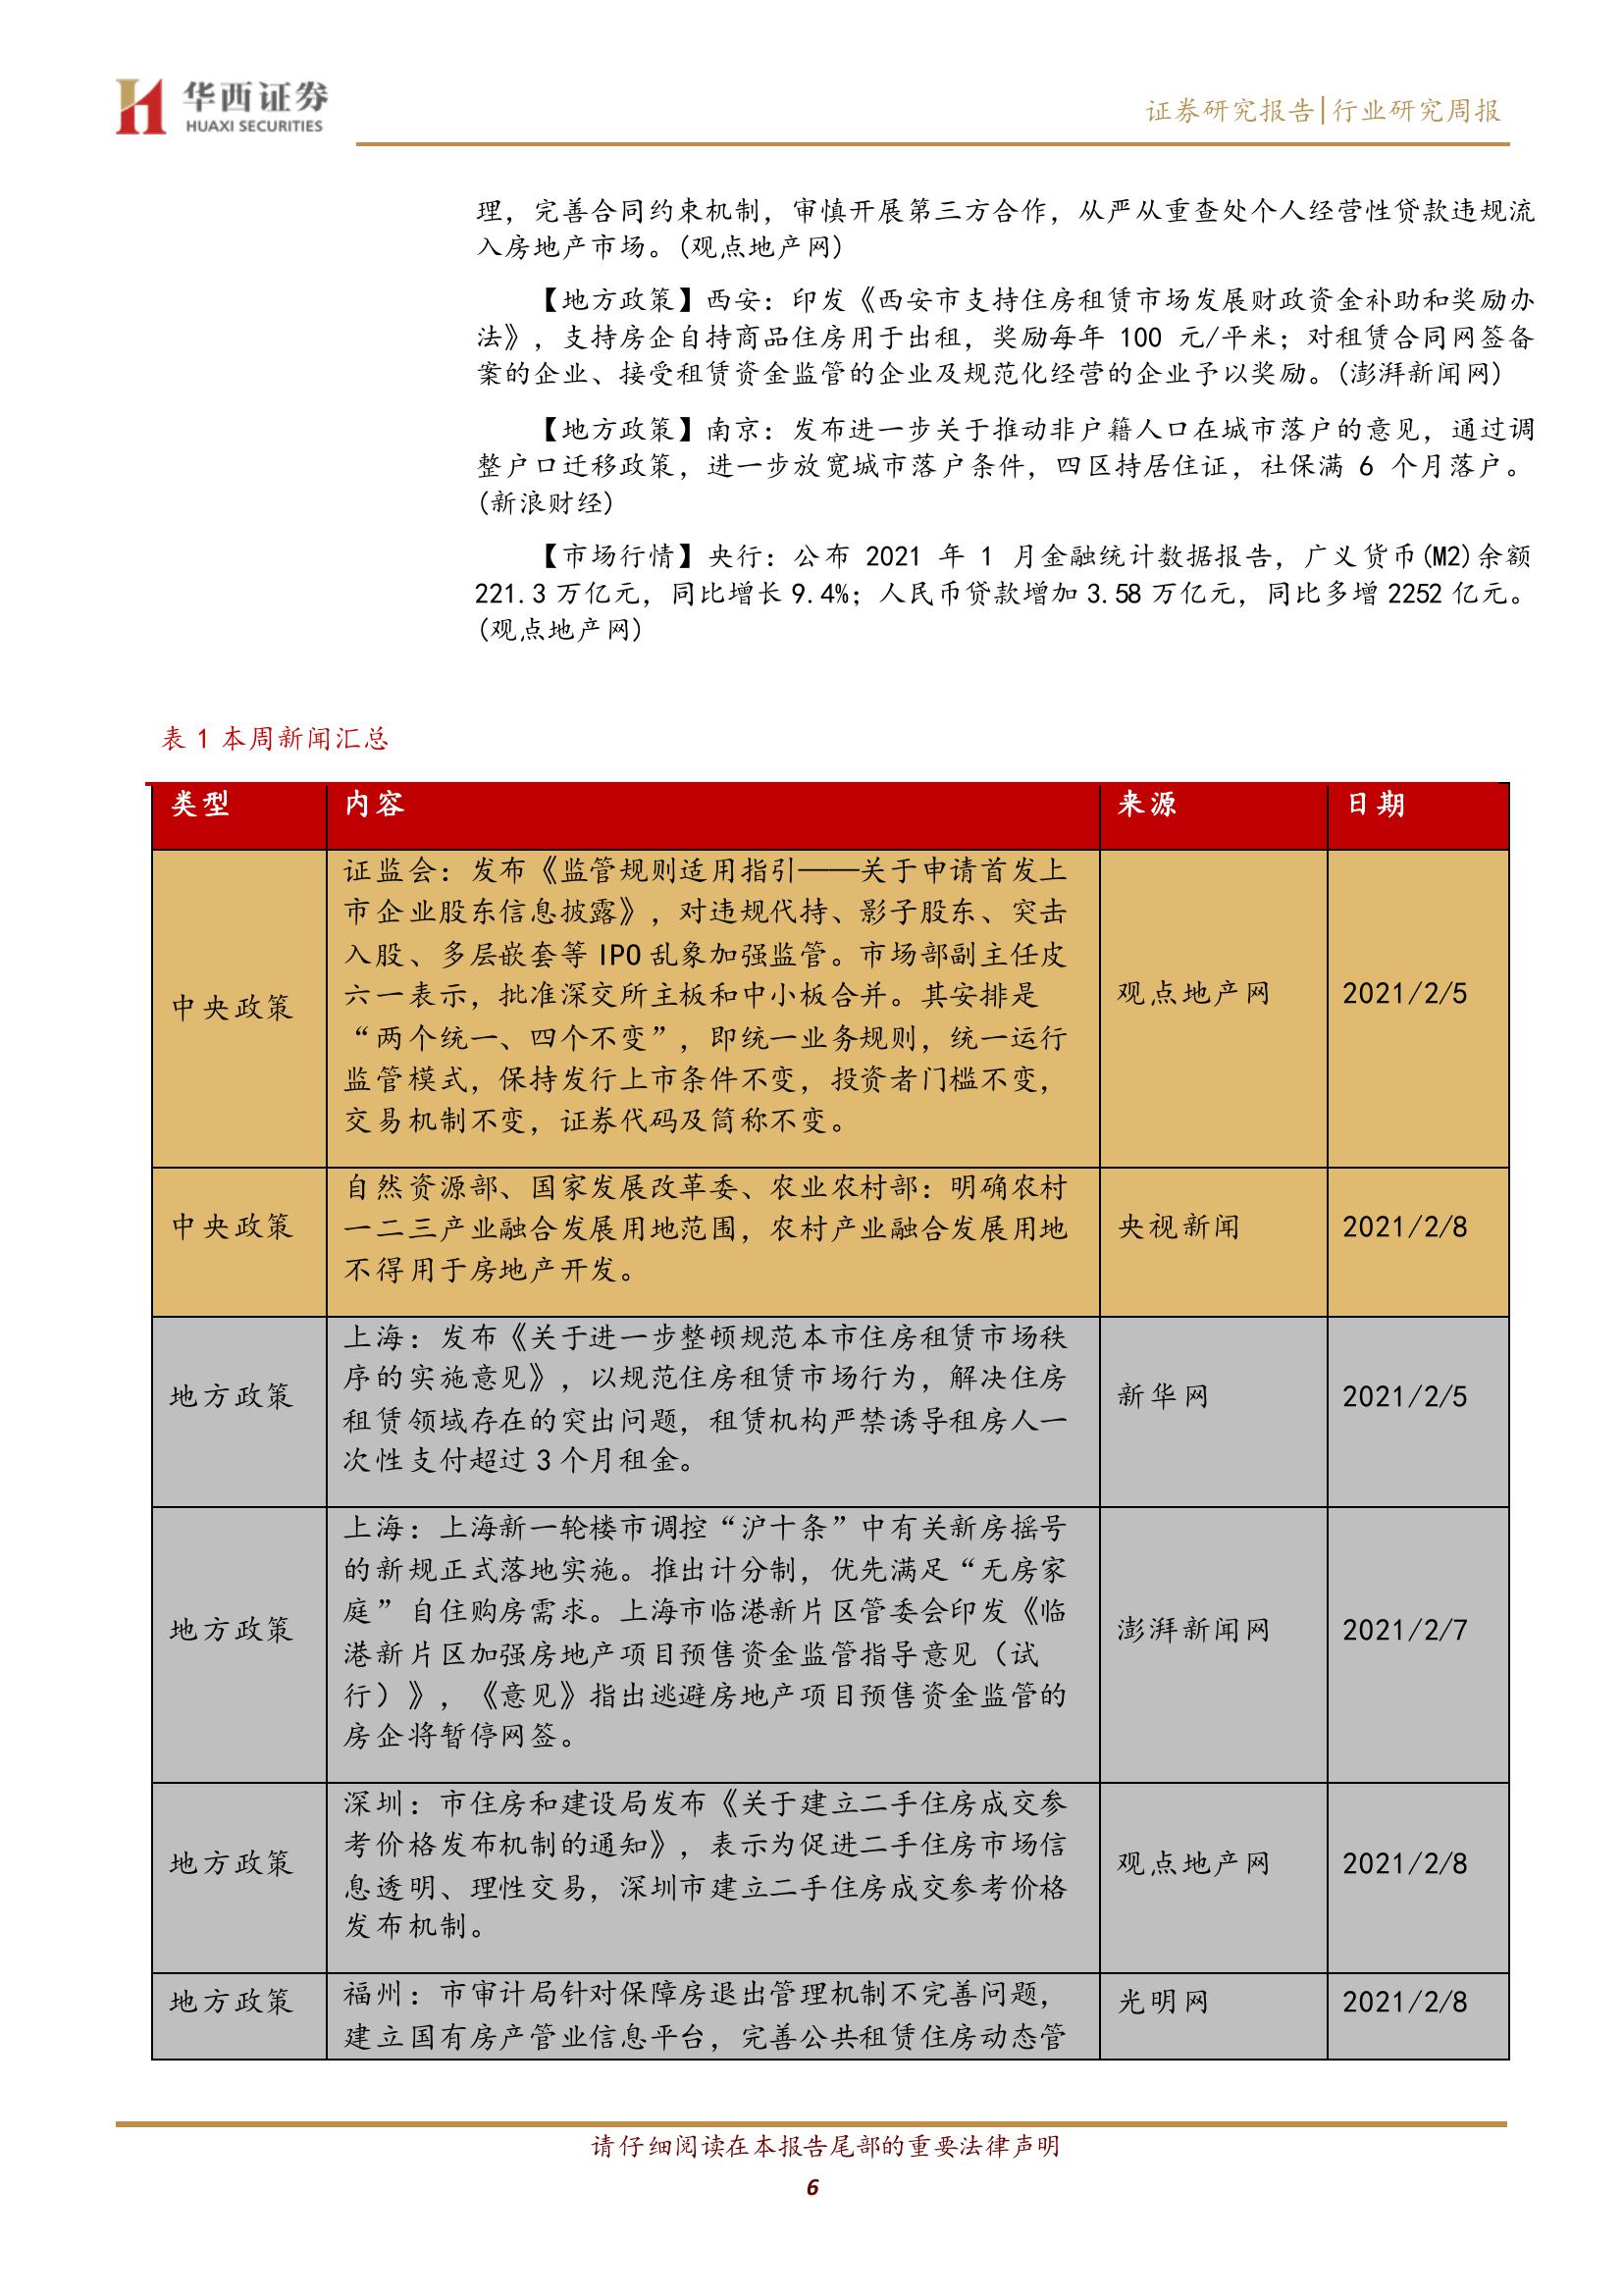 华西证券
HUAXI SECURITIES
证券研究报告|行业研究周报
理，完善合同约束机制，审慎开展第三方合作，从严从重查处个人经营性贷款违规流
入房地产市场。(观点地产网)
【地方政策】西安：印发《西安市支持住房租赁市场发展财政资金补助和奖励办
法》，支持房企自持商品住房用于出租，奖励每年 100 元/平米；对租赁合同网签备
案的企业、接受租赁资金监管的企业及规范化经营的企业予以奖励。(澎湃新闻网)
【地方政策】南京：发布进一步关于推动非户籍人口在城市落户的意见，通过调
整户口迁移政策，进一步放宽城市落户条件，四区持居住证，社保满 6 个月落户。
(新浪财经)
【市场行情】央行：公布 2021 年 1 月金融统计数据报告，广义货币(M2)余额
221.3 万亿元，同比增长 9.4%；人民币贷款增加 3.58 万亿元，同比多增 2252 亿元。
(观点地产网)
表 1 本周新闻汇总
类型 内容 来源 日期
证监会：发布《监管规则适用指引——关于申请首发上
市企业股东信息披露》，对违规代持、影子股东、突击
入股、多层嵌套等 IPO 乱象加强监管。市场部副主任皮
六一表示，批准深交所主板和中小板合并。其安排是
“两个统一、四个不变”，即统一业务规则，统一运行
监管模式，保持发行上市条件不变，投资者门槛不变，
交易机制不变，证券代码及简称不变。
中央政策 观点地产网 2021/2/5
自然资源部、国家发展改革委、农业农村部：明确农村
一二三产业融合发展用地范围，农村产业融合发展用地
不得用于房地产开发。
中央政策 央视新闻 2021/2/8
上海：发布《关于进一步整顿规范本市住房租赁市场秩
序的实施意见》，以规范住房租赁市场行为，解决住房
租赁领域存在的突出问题，租赁机构严禁诱导租房人一
次性支付超过 3 个月租金。
地方政策 新华网 2021/2/5
上海：上海新一轮楼市调控“沪十条”中有关新房摇号
的新规正式落地实施。推出计分制，优先满足“无房家
庭”自住购房需求。上海市临港新片区管委会印发《临
港新片区加强房地产项目预售资金监管指导意见（试
行）》，《意见》指出逃避房地产项目预售资金监管的
房企将暂停网签。
地方政策 澎湃新闻网 2021/2/7
深圳：市住房和建设局发布《关于建立二手住房成交参
考价格发布机制的通知》，表示为促进二手住房市场信
息透明、理性交易，深圳市建立二手住房成交参考价格
发布机制。
地方政策 观点地产网 2021/2/8
福州：市审计局针对保障房退出管理机制不完善问题，
建立国有房产管业信息平台，完善公共租赁住房动态管
地方政策 光明网 2021/2/8
请仔细阅读在本报告尾部的重要法律声明
6